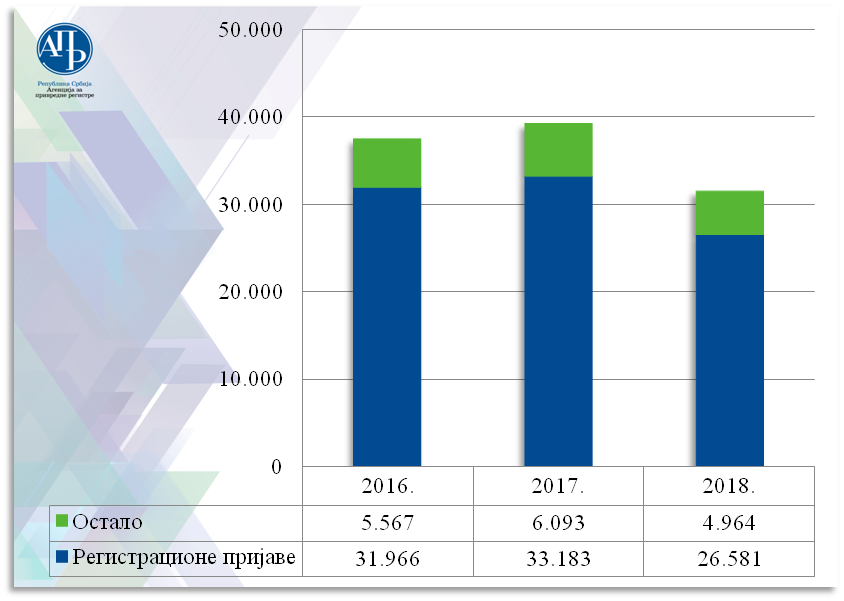 АПР
Република Србија
Агенција за
привредне регистре
50.000
40.000
30.000
20.000
10.000
0
2016. 2017. 2018.
Остало 5.567 6.093 4.964
Регистрационе пријаве 31.966 33.183 26.581